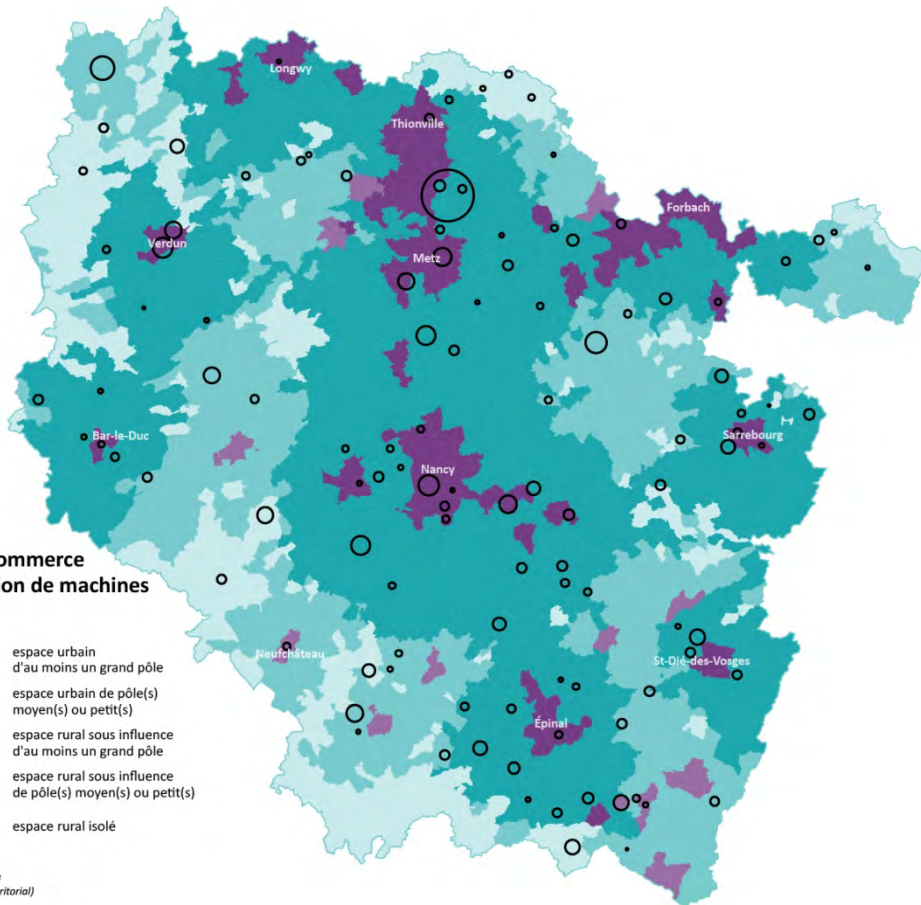 Longwy
Thionville
Forbach
Verdun
Metz
Bar-le-Duc
Sarrebourg
Nancy
ommerce
ion de machines
espace urbain
d'au moins un grand pôle
Neufchâteau
St-Dié-des-Vosges
espace urbain de pôle(s)
moyen(s) ou petit(s)
Épinal
espace rural sous influence
d'au moins un grand pôle
espace rural sous influence
de pôle(s) moyen(s) ou petit(s)
espace rural isolé
ritorial)